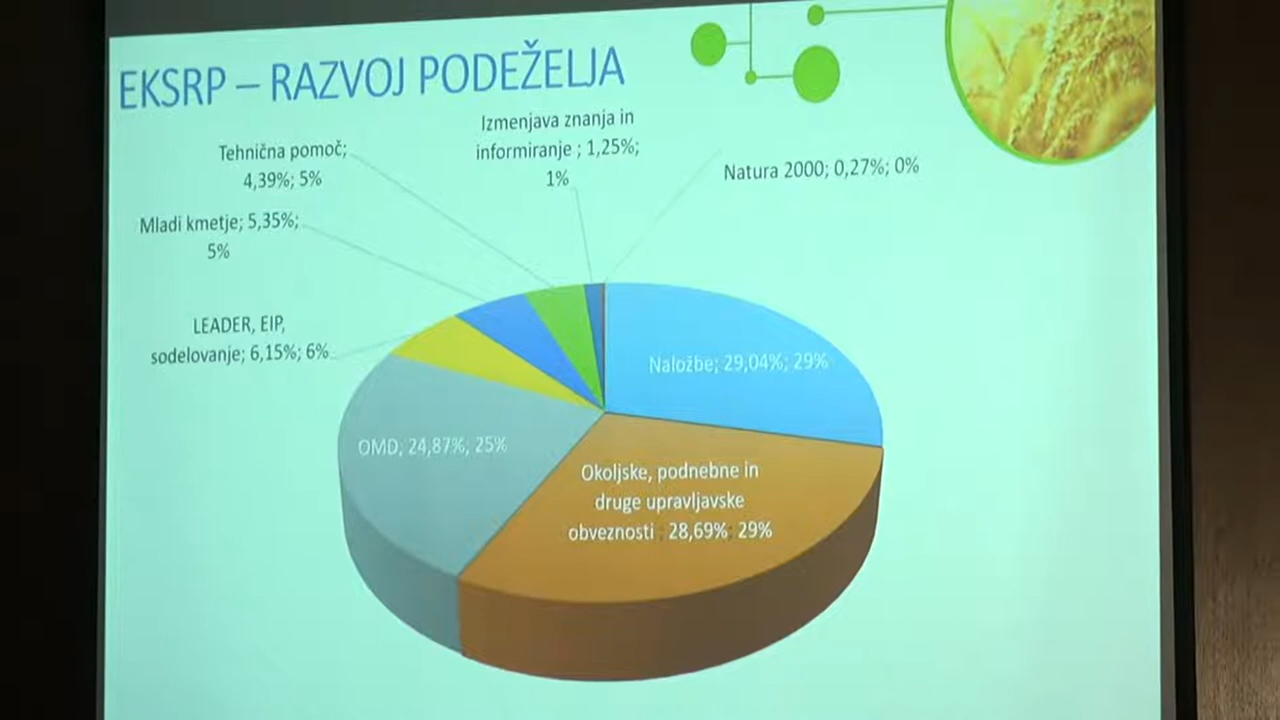 EKSRP – RAZVOJ PODEŽELJA
Izmenjava znanja in
informiranje ; 1,25%;
1%
Tehnična pomoč;
4,39%; 5%
Natura 2000; 0,27%; 0%
Mladi kmetje; 5,35%;
5%
LEADER, EIP,
sodelovanje; 6,15%; 6%
Naložbe; 29,04%; 29%
OMD; 24,87%; 25%
Okoljske, podnebne in
druge upravljavske
obveznosti ; 28,69%; 29%